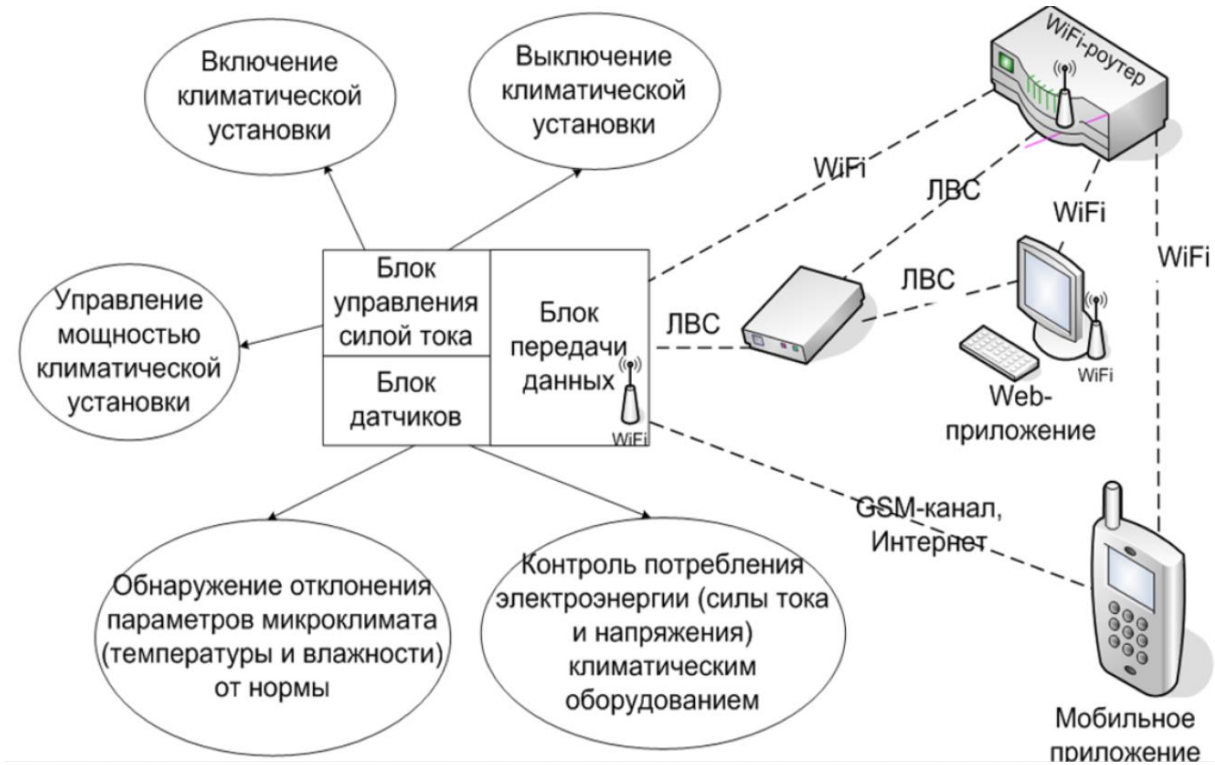 Включение
климатической
установки
Выключение
климатической
установки
WiFi-роутер
WiFi
ЛВС
WiFi
WiFi
Блок
управления
силой тока
Блок
передачи
данных
WiFi
Блок
датчиков
Управление
мощностью
климатической
установки
ЛВС
ЛВС
WiFi
Web-
приложение
GSM-канал,
Интернет
Обнаружение отклонения
параметров микроклимата
(температуры и влажности)
от нормы
Контроль потребления
электроэнергии (силы тока
и напряжения)
климатическим
оборудованием
Мобильное
приложение